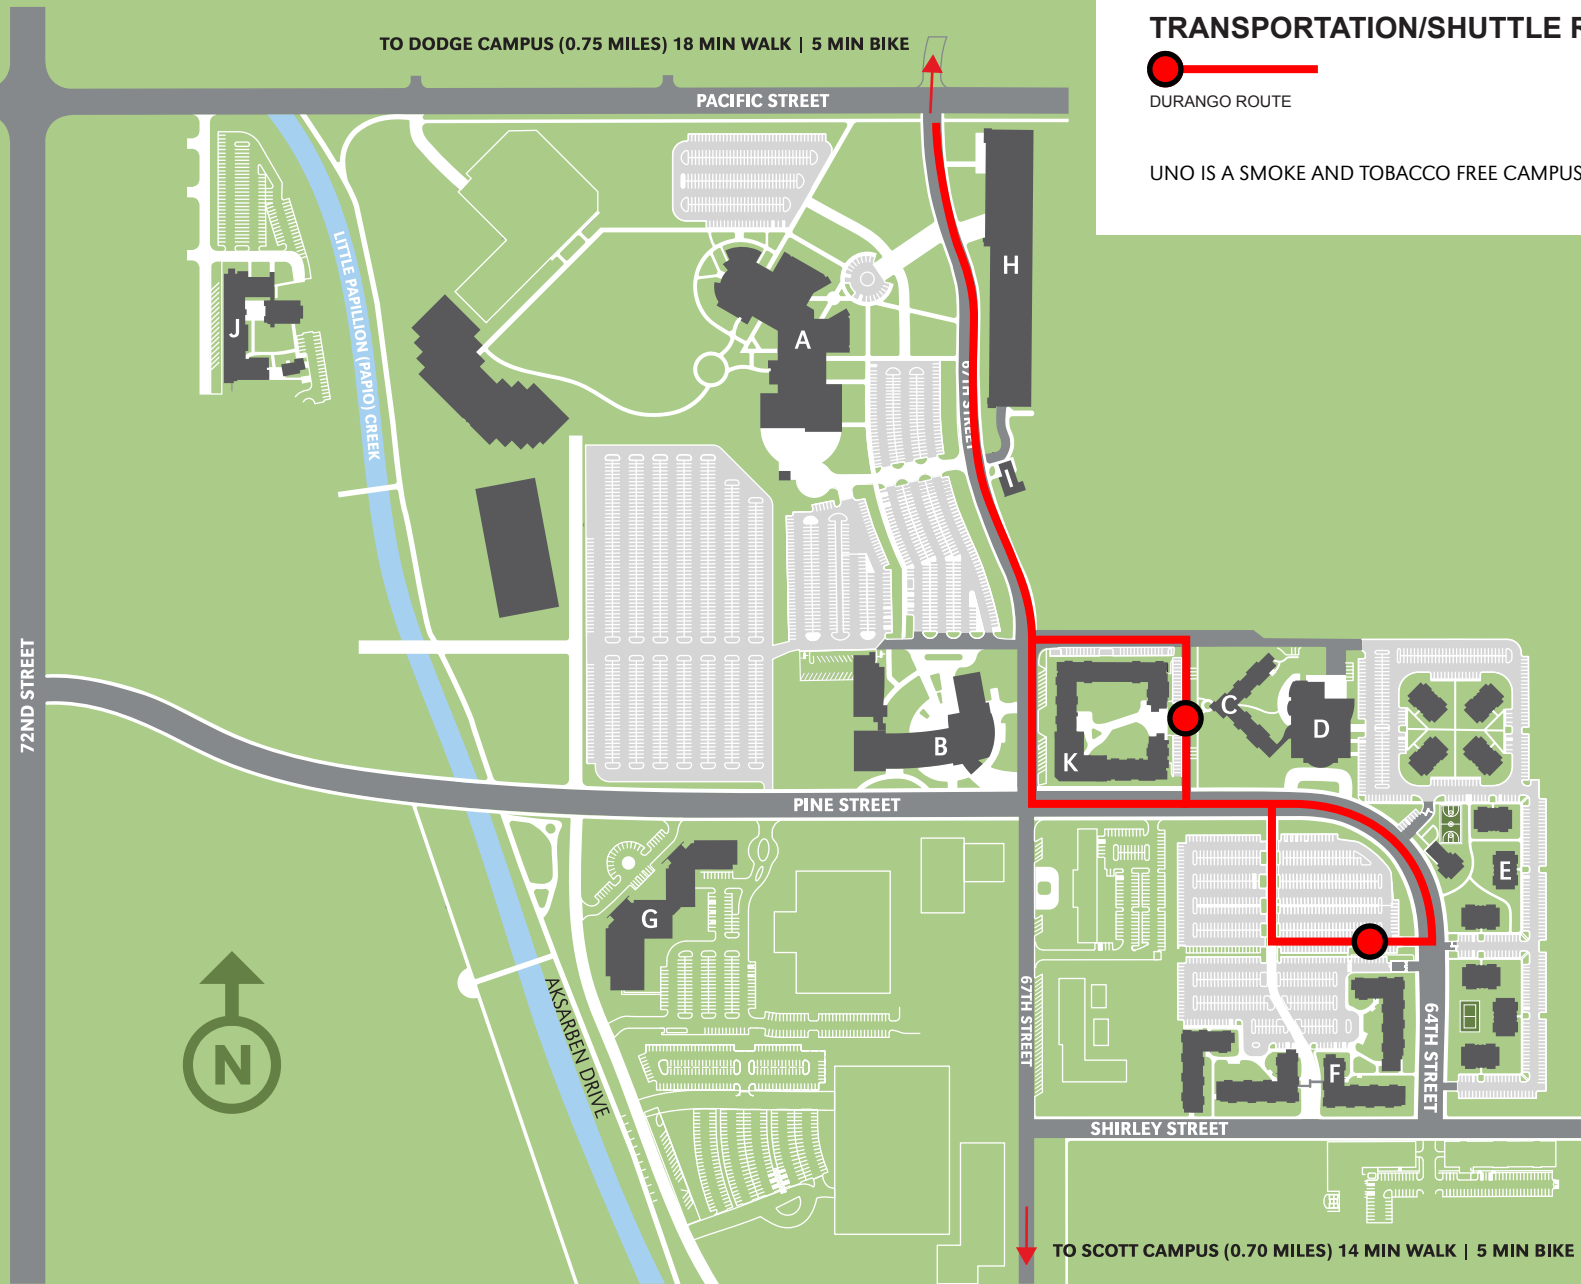 TRANSPORTATION/SHUTTLE
DURANGO ROUTE
UNO IS A SMOKE AND TOBACCO FREE CAMPUS
TO DODGE CAMPUS (0.75 MILES) 18 MIN WALK | 5 MIN BIKE
PACIFIC STREET
LITTLE PAPILLION (PAPIO) CREEK
H
J
A
67TH STREET
I
72ND STREET
C
D
B
K
PINE STREET
E
G
AKSARBEN DRIVE
67TH STREET
64TH STREET
N
F
SHIRLEY STREET
TO SCOTT CAMPUS (0.70 MILES) 14 MIN WALK | 5 MIN BIKE